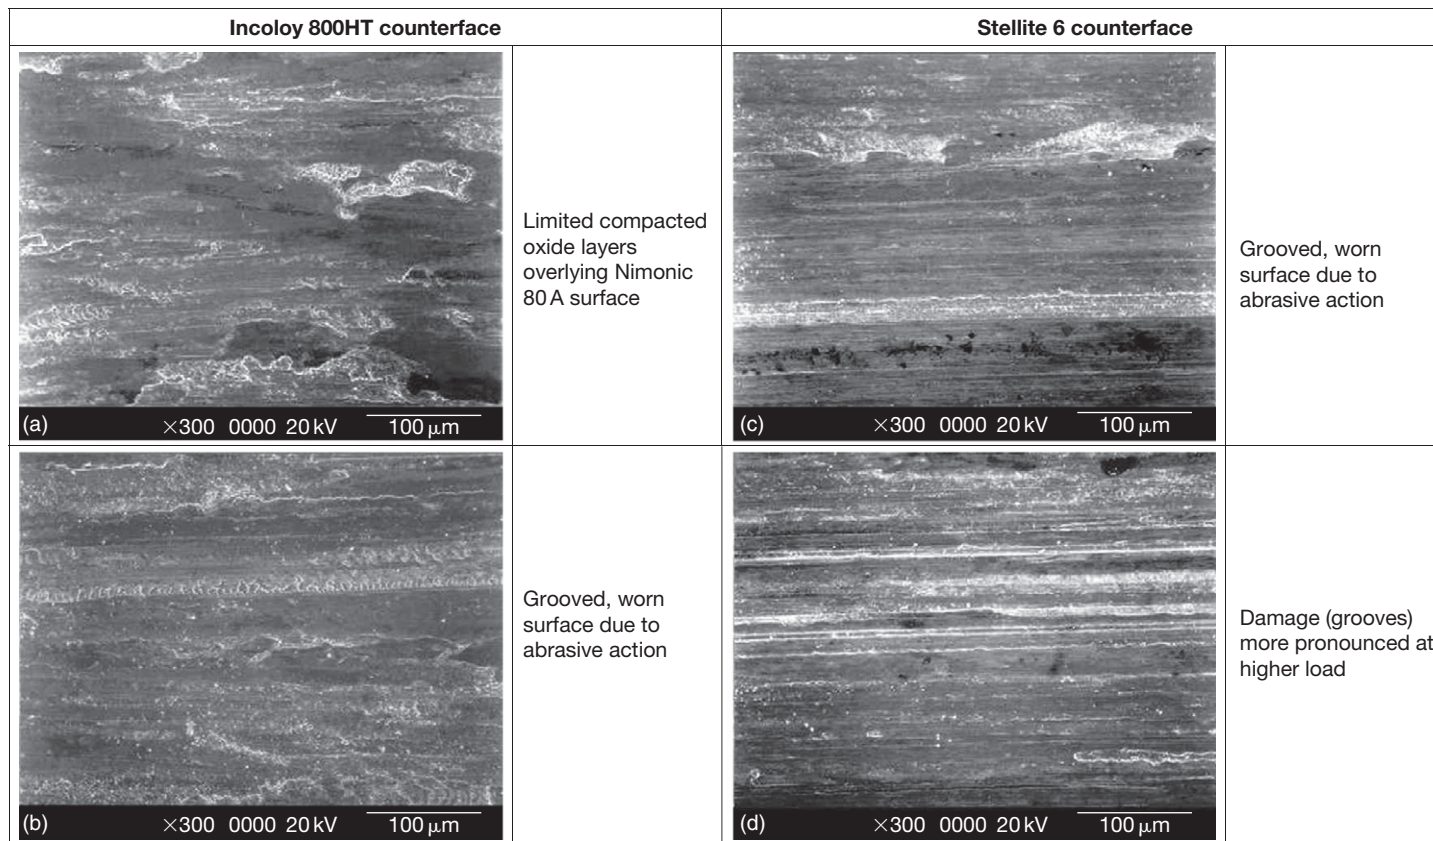 Incoloy 800HT counterface
Stellite 6 counterface
Limited compacted
oxide layers
overlying Nimonic
80 A surface
(a) ×300 0000 20 kV 100 μm
Grooved, worn
surface due to
abrasive action
(c) ×300 0000 20 kV 100 μm
Grooved, worn
surface due to
abrasive action
(b) ×300 0000 20 kV 100 μm
Damage (grooves)
more pronounced at
higher load
(d) ×300 0000 20 kV 100 μm